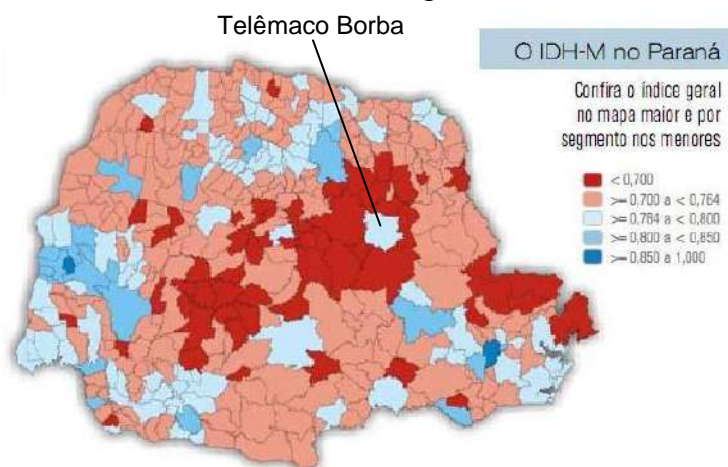 Telêmaco Borba
O IDH-M no Paraná
Confira o índice geral
no mapa maior e por
segmento nos menores
< 0,700
>= 0,700 a < 0,764
>= 0,764 a < 0,800
>= 0,800 a < 0,850
>= 0,850 a 1,000